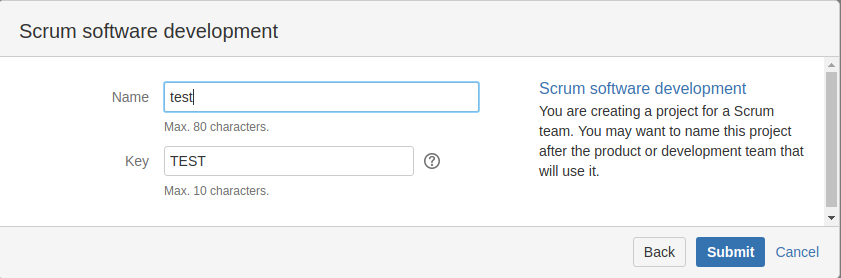 Scrum software development
Name
test
Max. 80 characters.
Key
TEST
?
Max. 10 characters.
Scrum software development
You are creating a project for a Scrum
team. You may want to name this project
after the product or development team that
will use it.
Back
Submit
Cancel